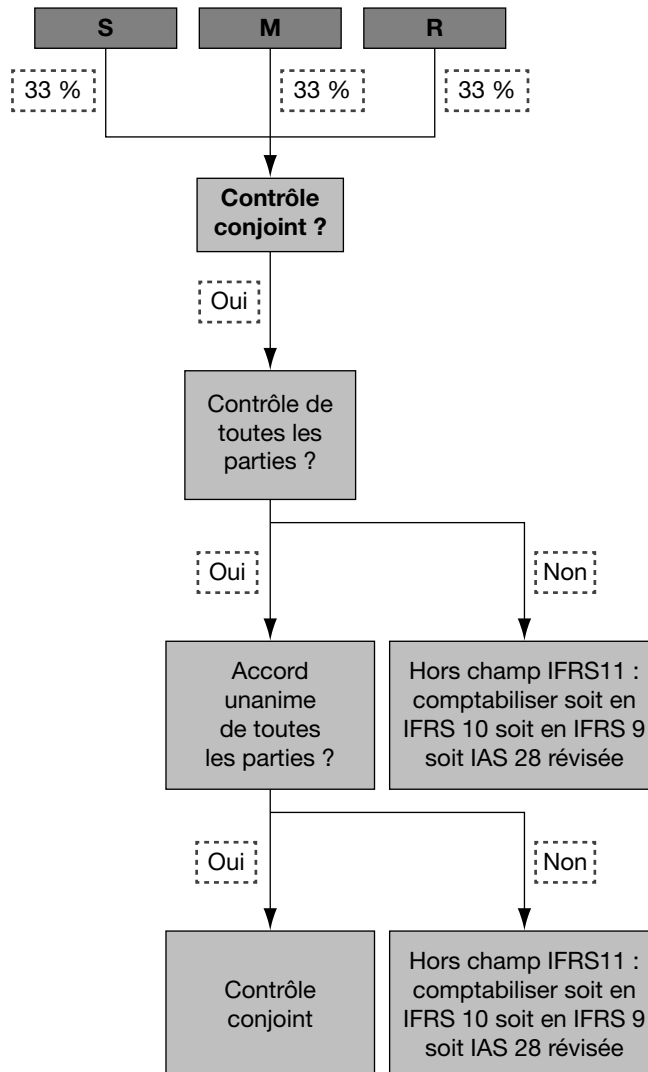 S
M
R
33 %
33 %
33 %
Contrôle
conjoint ?
Oui
Contrôle de
toutes les
parties ?
Oui
Non
Accord
unanime
de toutes
les parties ?
Hors champ IFRS11 :
comptabiliser soit en
IFRS 10 soit en IFRS 9
soit IAS 28 révisée
Oui
Non
Contrôle
conjoint
Hors champ IFRS11 :
comptabiliser soit en
IFRS 10 soit en IFRS 9
soit IAS 28 révisée